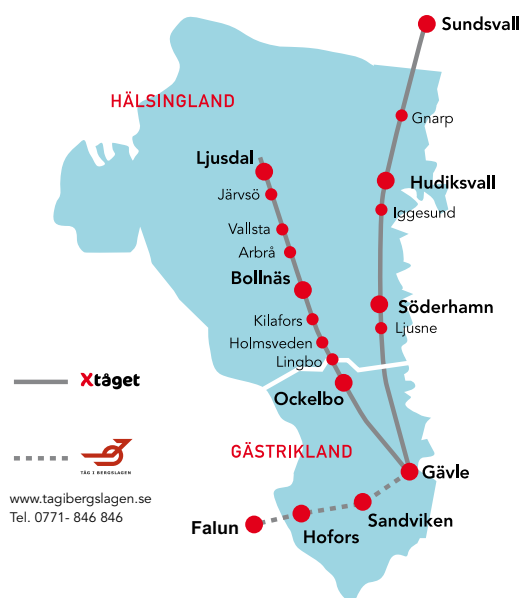 Sundsvall
Gnarp
HÄLSINGLAND
Ljusdal
Hudiksvall
Järvsö
Iggesund
Vallsta
Arbrå
Bollnäs
Söderhamn
Kilafors
Ljusne
Holmsveden
Lingbo
Xtåget
Ockelbo
GÄSTRIKLAND
TÅG I BERGSLAGEN
Gävle
www.tagibergslagen.se
Tel. 0771- 846 846
Sandviken
Falun
Hofors